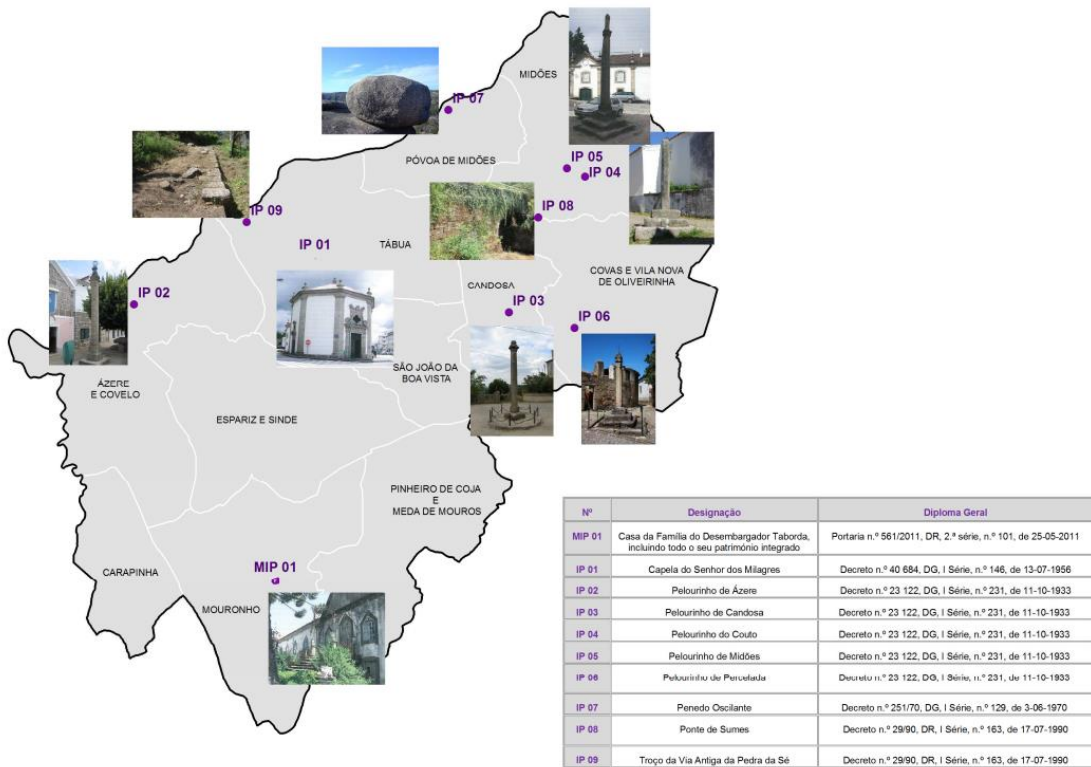 MIDÕES
IP 07
IP 05
PÓVOA DE MIDÕES
IP 04
IP 09
IP 08
IP 01
TÁBUA
COVAS E VILA NOVA
DE OLIVEIRINHA
CANDOSA
IP 02
IP 03
IP 06
SÃO JOÃO DA
BOA VISTA
ÁZERE
E COVELO
ESPARIZ E SINDE
PINHEIRO DE COJA
E
MEDA DE MOUROS
CARAPINHA
MIP 01
MOURONHO
Nº Designação Diploma Geral
MIP 01 Casa da Família do Desembargador Taborda, incluindo todo o seu património integrado Portaria n.º 561/2011, DR, 2.ª série, n.º 101, de 25-05-2011
IP 01 Capela do Senhor dos Milagres Decreto n.º 40 684, DG, I Série, n.º 146, de 13-07-1956
IP 02 Pelourinho de Ázere Decreto n.º 23 122, DG, I Série, n.º 231, de 11-10-1933
IP 03 Pelourinho de Candosa Decreto n.º 23 122, DG, I Série, n.º 231, de 11-10-1933
IP 04 Pelourinho do Couto Decreto n.º 23 122, DG, I Série, n.º 231, de 11-10-1933
IP 05 Pelourinho de Midões Decreto n.º 23 122, DG, I Série, n.º 231, de 11-10-1933
IP 06 Pelourinho de Percelada Decreto n.º 23 122, DG, I Série, n.º 231, de 11-10-1933
IP 07 Penedo Oscilante Decreto n.º 251/70, DG, I Série, n.º 129, de 3-06-1970
IP 08 Ponte de Sumes Decreto n.º 29/90, DR, I Série, n.º 163, de 17-07-1990
IP 09 Troço da Via Antiga da Pedra da Sé Decreto n.º 29/90, DR, I Série, n.º 163, de 17-07-1990